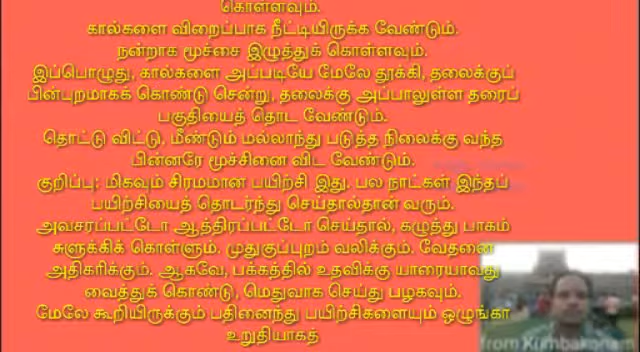 கொள்ளவும்.
கால்களை விறைப்பாக நீட்டியிருக்க வேண்டும்.
நன்றாக மூச்சை இழுத்துக் கொள்ளவும்.
இப்பொழுது, கால்களை அப்படியே மேலே தூக்கி, தலைக்குப்
பின்புறமாகக் கொண்டு சென்று, தலைக்கு அப்பாலுள்ள தரைப்
பகுதியைத் தொட வேண்டும்.
தொட்டு விட்டு, மீண்டும் மல்லாந்து படுத்த நிலைக்கு வந்த
பின்னரே மூச்சினை விட வேண்டும்.
குறிப்பு: மிகவும் சிரமமான பயிற்சி இது. பல நாட்கள் இந்தப்
பயிற்சியைத் தொடர்ந்து செய்தால்தான் வரும்.
அவசரப்பட்டோ ஆத்திரப்பட்டோ செய்தால், கழுத்து பாகம்
சுளுக்கிக் கொள்ளும். முதுகுப்புறம் வலிக்கும். வேதனை
அதிகரிக்கும். ஆகவே, பக்கத்தில் உதவிக்கு யாரையாவது
வைத்துக் கொண்டு, மெதுவாக செய்து பழகவும்.
மேலே கூறியிருக்கும் பதினைந்து பயிற்சிகளையும் ஒழுங்கா
உறுதியாகத்
from Kumbakonam